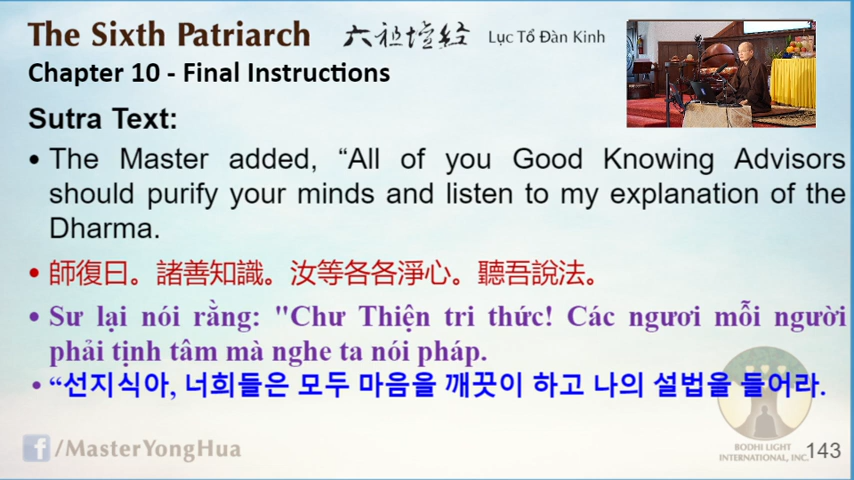 The Sixth Patriarch 六祖壇经 Lục Tổ Đàn Kinh
Chapter 10 - Final Instructions
Sutra Text:
• The Master added, “All of you Good Knowing Advisors
should purify your minds and listen to my explanation of the
Dharma.
• 師復曰。諸善知識。汝等各各淨心。聽吾說法。
• Sư lại nói rằng: "Chư Thiện tri thức! Các ngươi mỗi người
phải tịnh tâm mà nghe ta nói pháp.
• “선지식아, 너희들은 모두 마음을 깨끗이 하고 나의 설법을 들어라.
f/MasterYongHua
BODHI LIGHT
INTERNATIONAL, INC.
143